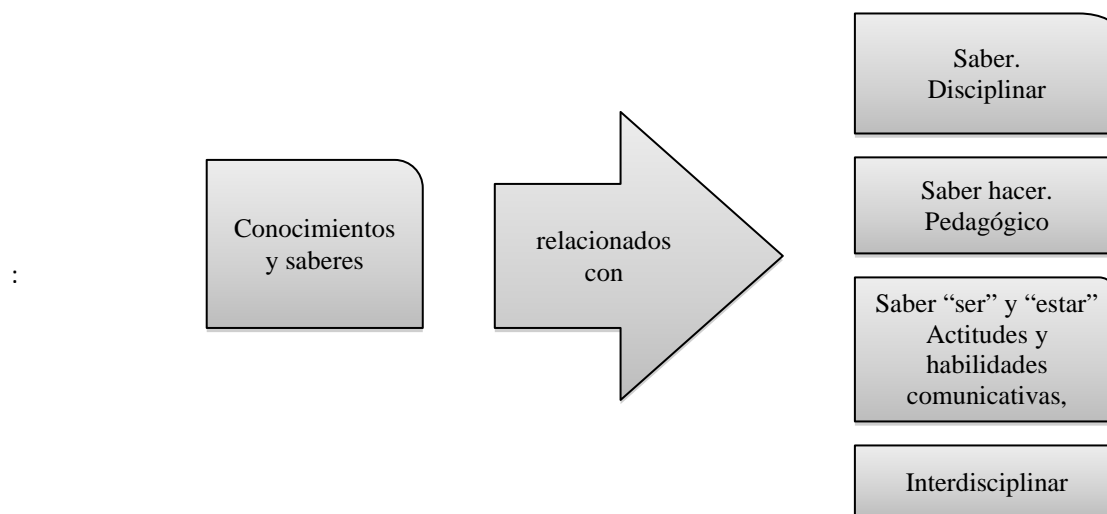 :
Conocimientos
y saberes
relacionados
con
Saber.
Disciplinar
Saber hacer.
Pedagógico
Saber “ser” y “estar”
Actitudes y
habilidades
comunicativas,
Interdisciplinar